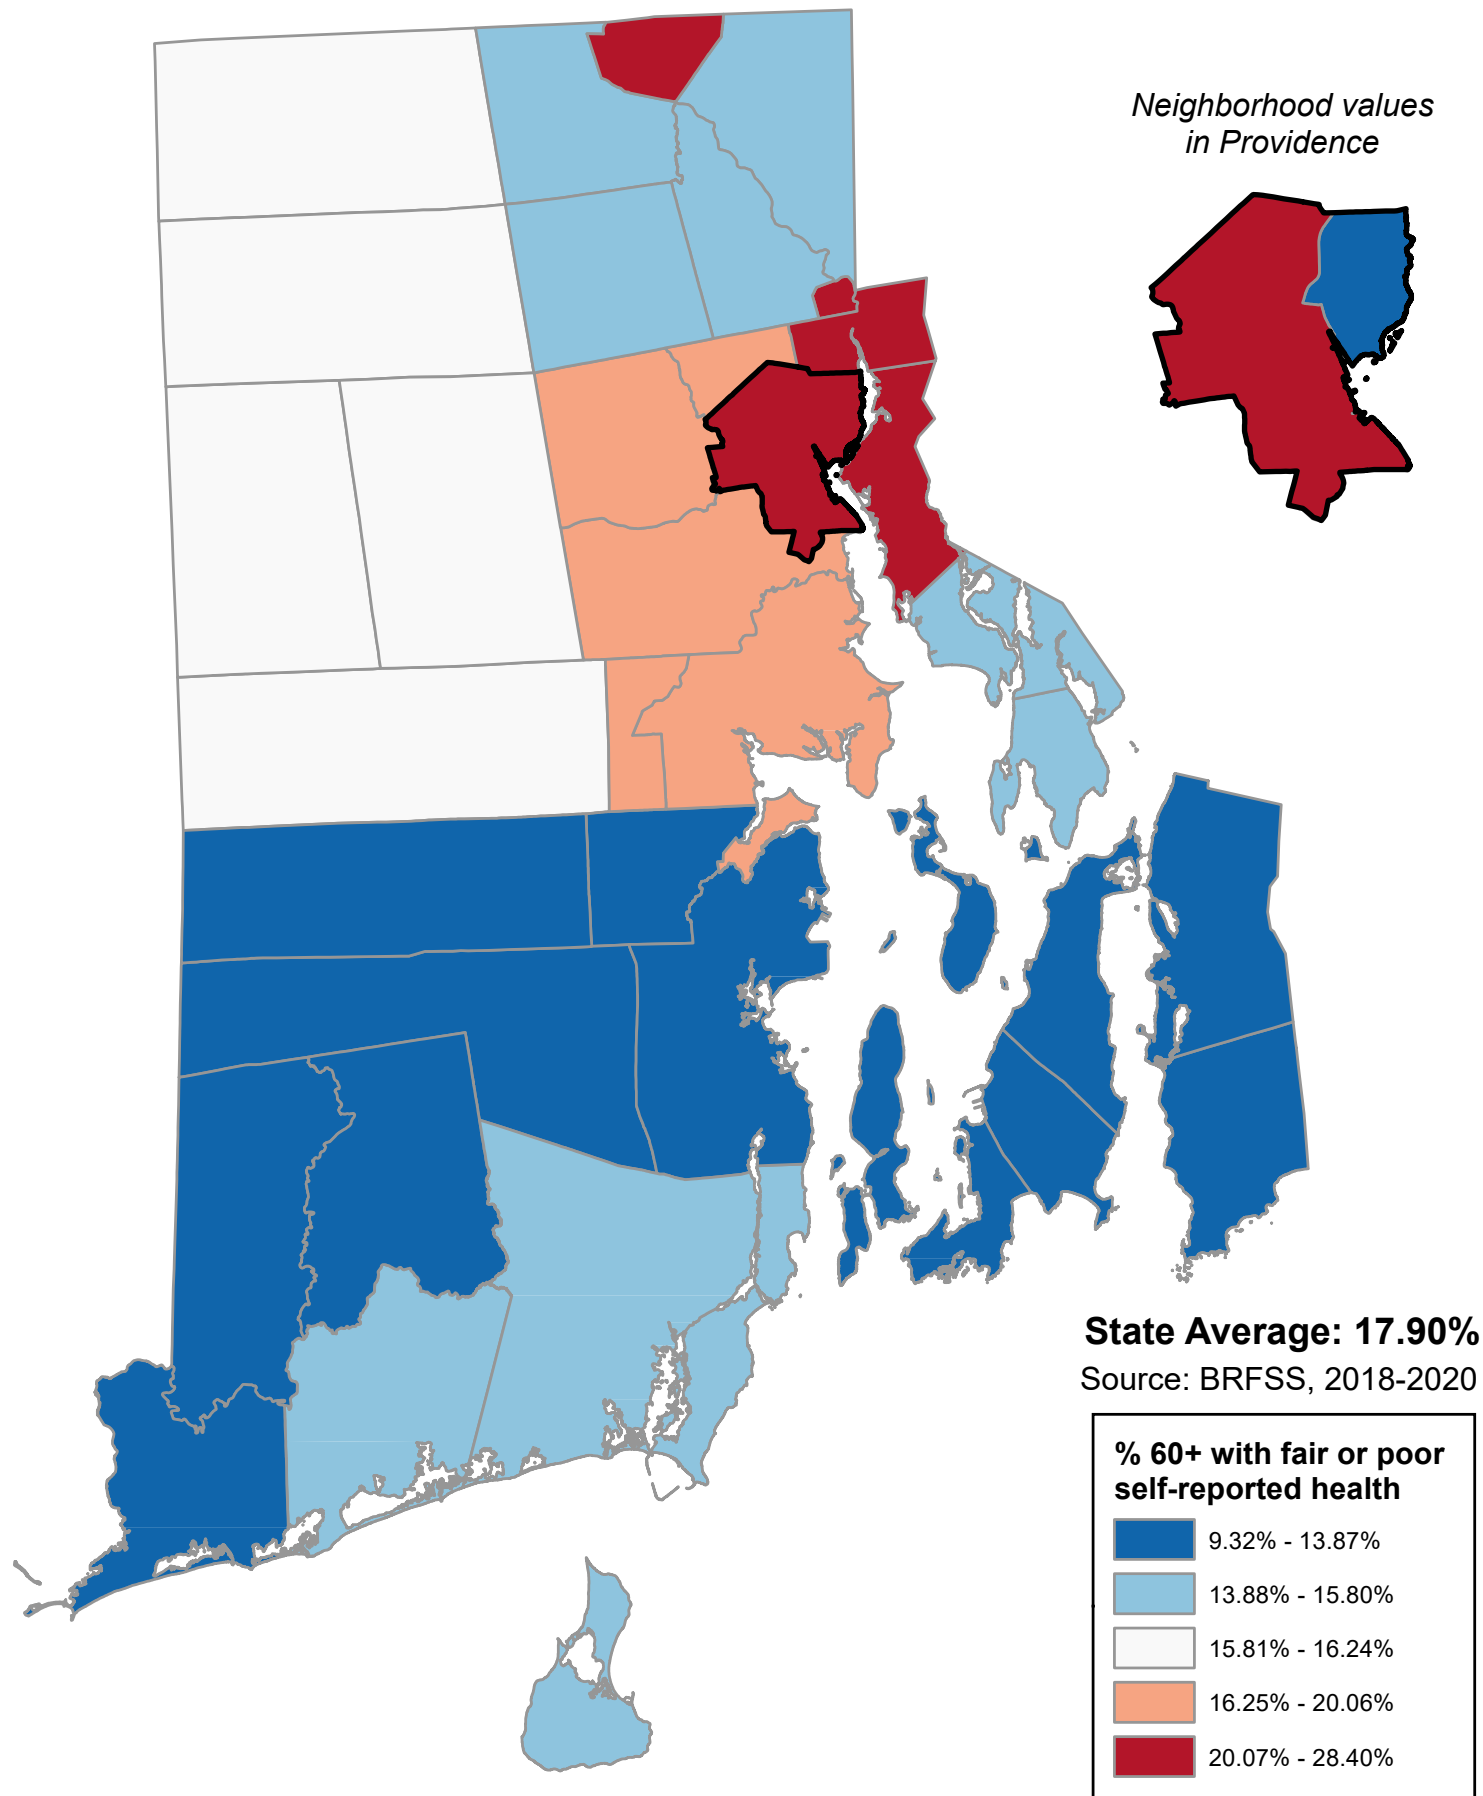 Neighborhood values
in Providence
State Average: 17.90%
Source: BRFSS, 2018-2020
% 60+ with fair or poor
self-reported health
9.32% - 13.87%
13.88% - 15.80%
15.81% - 16.24%
16.25% - 20.06%
20.07% - 28.40%